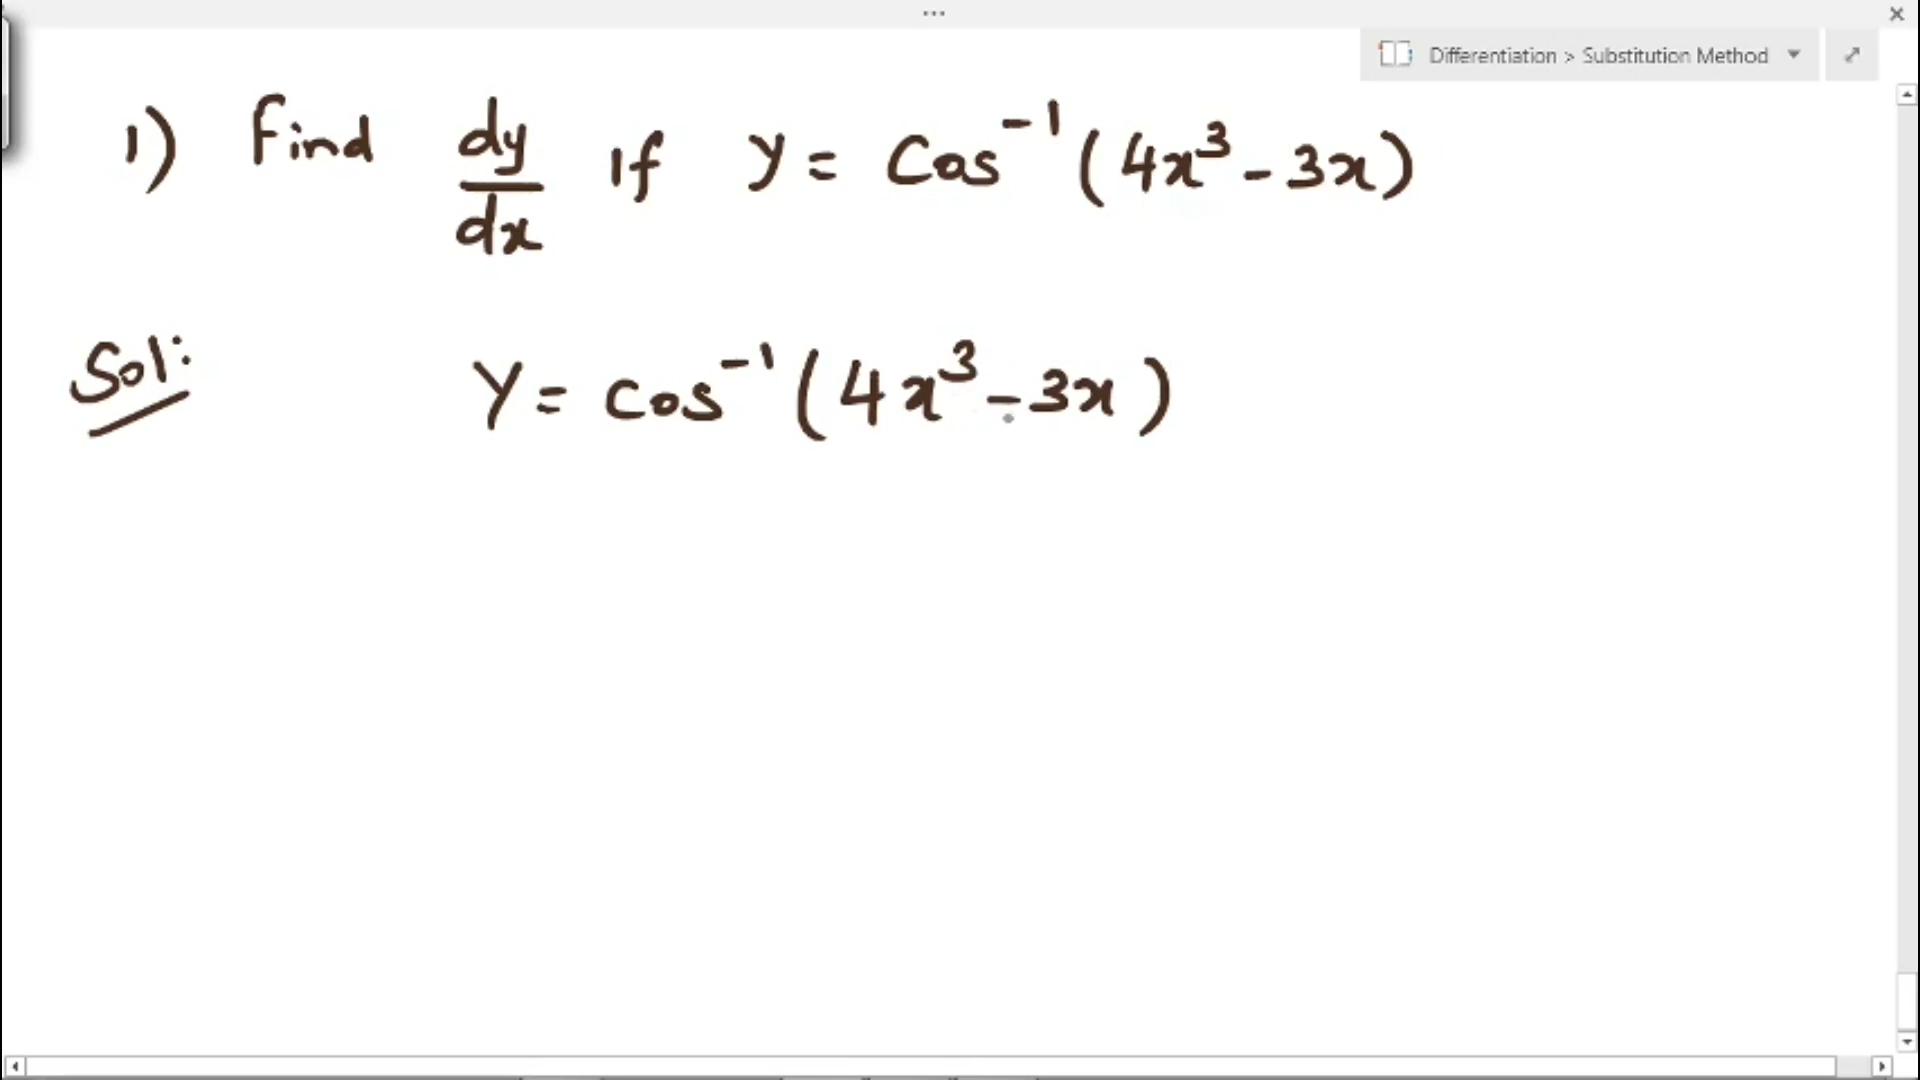 Differentiation > Substitution Method
1) Find dy/dx If y = Cos⁻¹(4x³-3x)
Sol: y = cos⁻¹(4x³-3x)